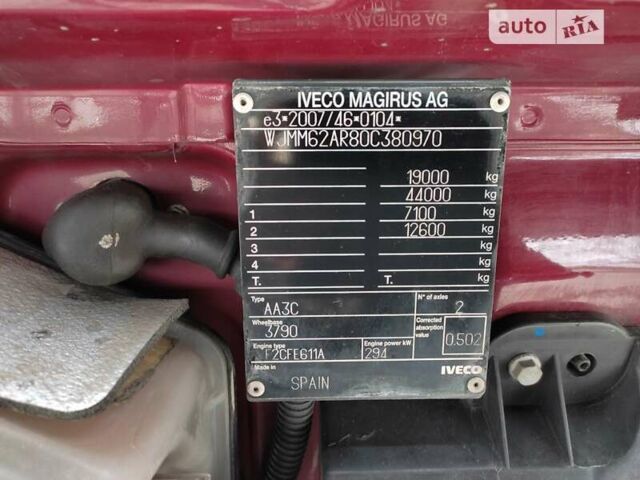 auto RIA
IVECO MAGIRUS AG
e3*2007/46*0104*
WJMM62AR80C380970
19000 kg
44000 kg
1 7100 kg
2 12600 kg
3 kg
4 kg
T. T. kg
Type AA3C N° of axles 2
Wheelbase 3790 Corrected absorption value 0.502
Engine type F2CFE611A Engine power kW 294
Made in SPAIN IVECO